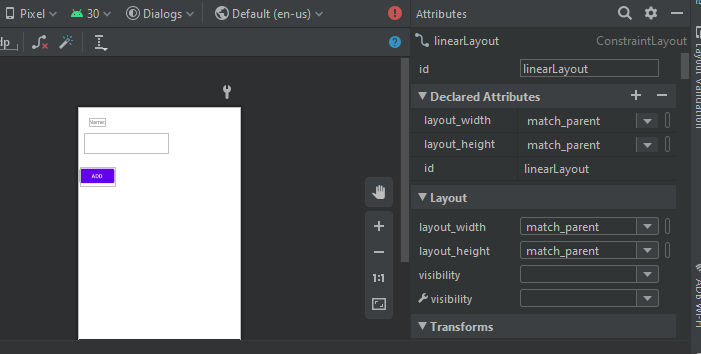 Pixel 30 Dialogs Default (en-us)
dp
Name:
ADD
1:1
Attributes
linearLayout ConstraintLayout
id linearLayout
Declared Attributes
layout_width match_parent
layout_height match_parent
id linearLayout
Layout
layout_width match_parent
layout_height match_parent
visibility
visibility
Transforms
Layout Validation
ADB Wi-Fi